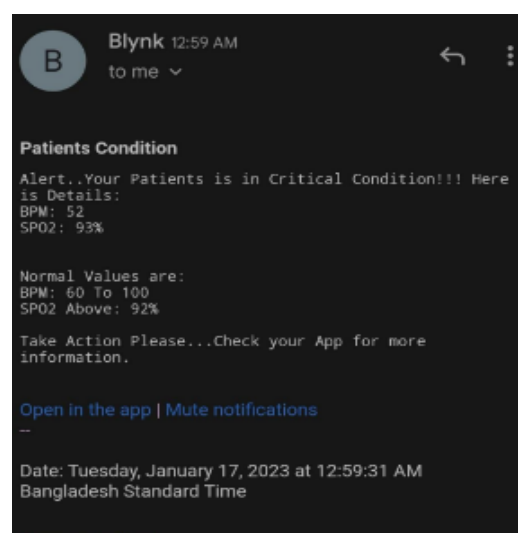 B
Blynk 12:59 AM
to me
Patients Condition
Alert..Your Patients is in Critical Condition!!! Here
is Details:
BPM: 52
SPO2: 93%
Normal Values are:
BPM: 60 To 100
SPO2 Above: 92%
Take Action Please...Check your App for more
information.
Open in the app | Mute notifications
--
Date: Tuesday, January 17, 2023 at 12:59:31 AM
Bangladesh Standard Time